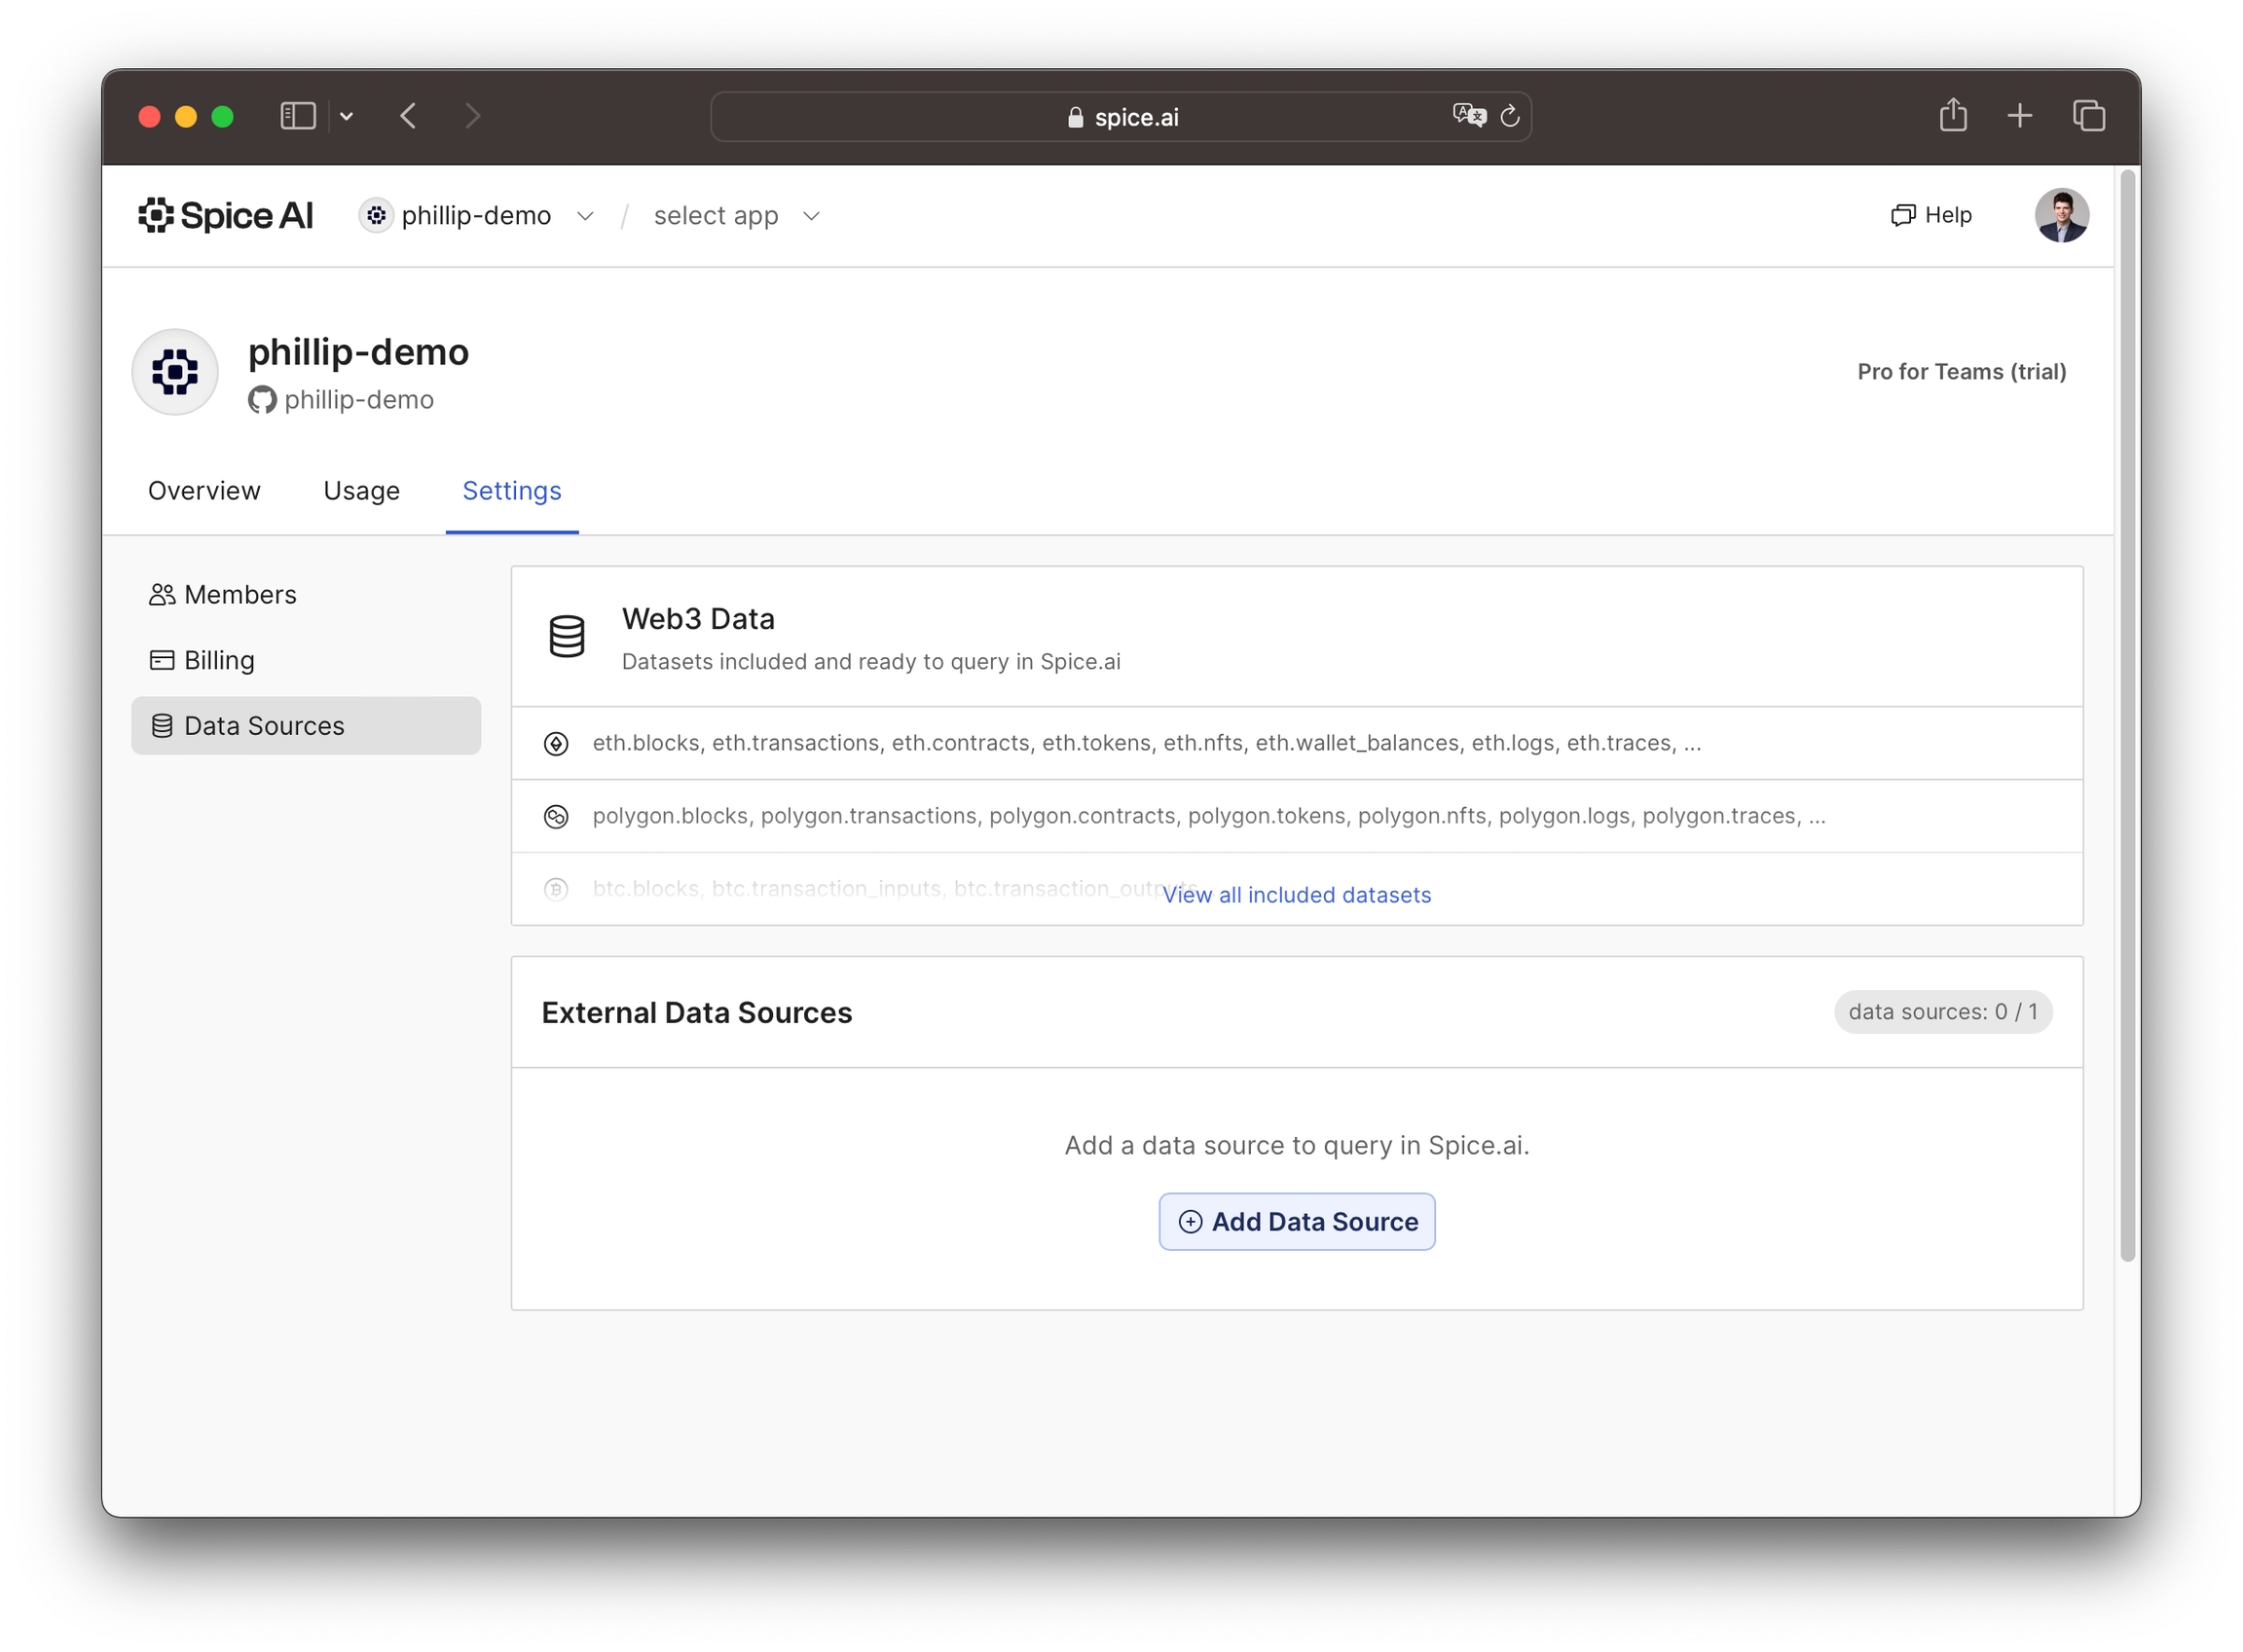 spice.ai
Spice AI phillip-demo / select app Help
phillip-demo
phillip-demo
Pro for Teams (trial)
Overview Usage Settings
Members
Billing
Data Sources
Web3 Data
Datasets included and ready to query in Spice.ai
eth.blocks, eth.transactions, eth.contracts, eth.tokens, eth.nfts, eth.wallet_balances, eth.logs, eth.traces, ...
polygon.blocks, polygon.transactions, polygon.contracts, polygon.tokens, polygon.nfts, polygon.logs, polygon.traces, ...
btc.blocks, btc.transaction_inputs, btc.transaction_outputs
View all included datasets
External Data Sources
data sources: 0 / 1
Add a data source to query in Spice.ai.
Add Data Source